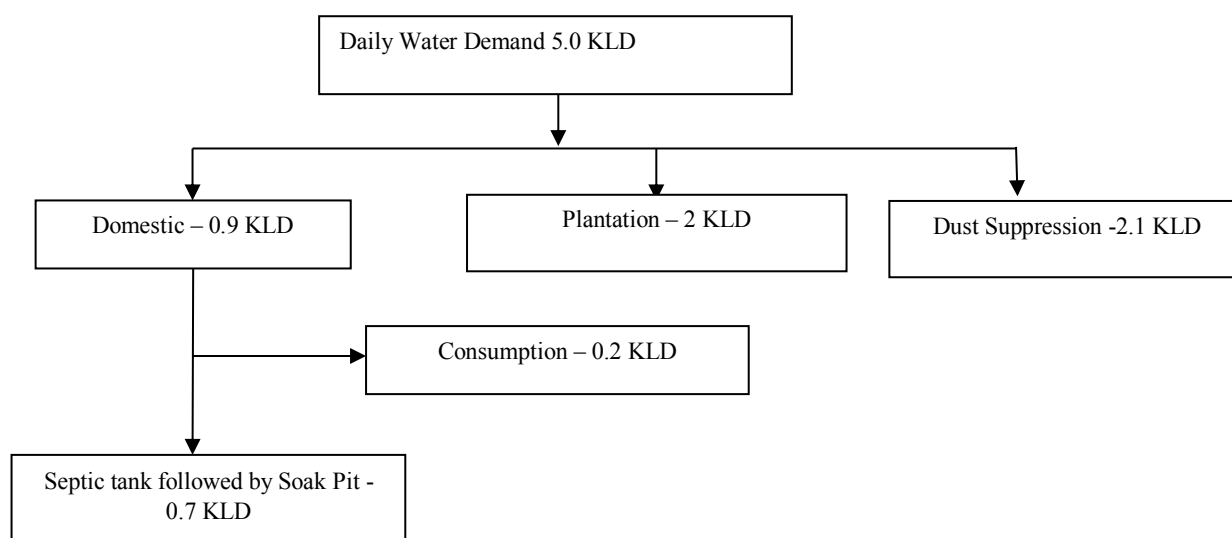 Daily Water Demand 5.0 KLD
Domestic – 0.9 KLD
Plantation – 2 KLD
Dust Suppression -2.1 KLD
Consumption – 0.2 KLD
Septic tank followed by Soak Pit -
0.7 KLD